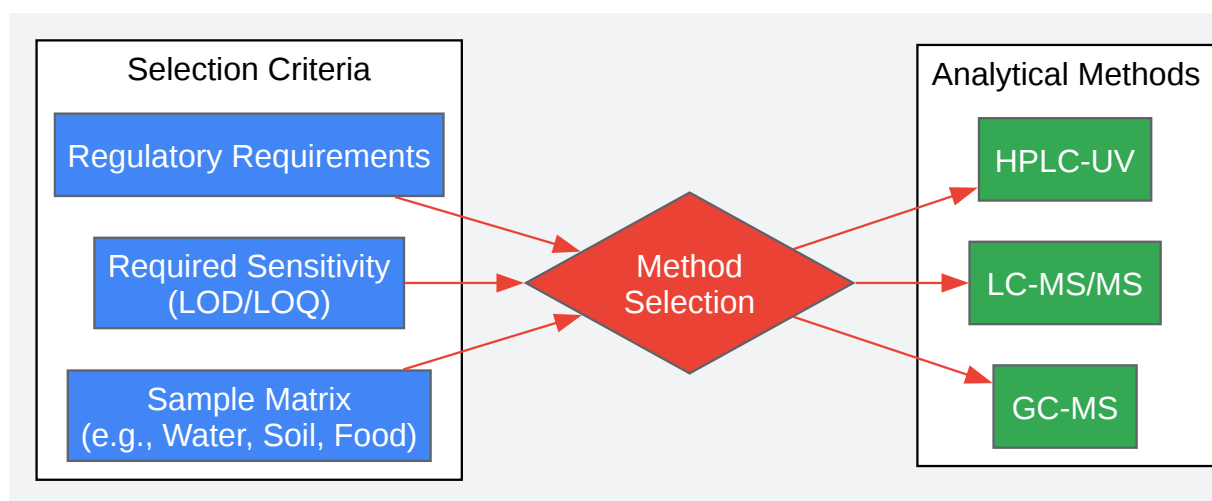 Selection Criteria
Regulatory Requirements
Required Sensitivity
(LOD/LOQ)
Sample Matrix
(e.g., Water, Soil, Food)
Method
Selection
Analytical Methods
HPLC-UV
LC-MS/MS
GC-MS